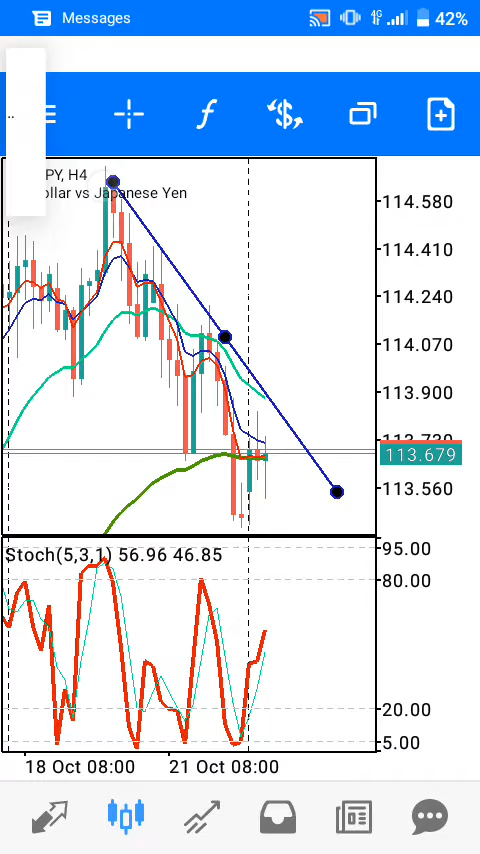 Messages
4G
42%
..
PY, H4
ollar vs Japanese Yen
114.580
114.410
114.240
114.070
113.900
113.679
113.560
Stoch(5,3,1) 56.96 46.85
95.00
80.00
20.00
5.00
18 Oct 08:00
21 Oct 08:00